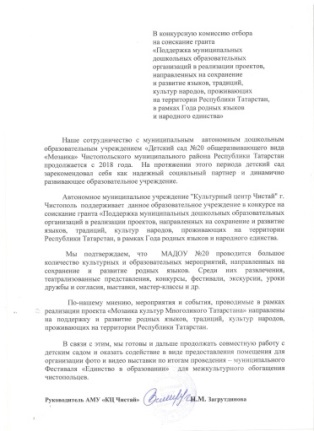 В конкурсную комиссию отбора
на соискание гранта
«Поддержка муниципальных
дошкольных образовательных
организаций в реализации проектов,
направленных на сохранение
и развитие языков, традиций,
культур народов, проживающих
на территории Республики Татарстан,
в рамках Года родных языков
и народного единства»
Наше сотрудничество с муниципальным автономным дошкольным
образовательным учреждением «Детский сад №20 общеразвивающего вида
«Мозаика» Чистопольского муниципального района Республики Татарстан
продолжается с 2018 года. На протяжении этого периода детский сад
зарекомендовал себя как надежный социальный партнер и динамично
развивающее образовательное учреждение.
Автономное муниципальное учреждение "Культурный центр Чистай" г.
Чистополь поддерживает данное образовательное учреждение в конкурсе на
соискание гранта «Поддержка муниципальных дошкольных образовательных
организаций в реализации проектов, направленных на сохранение и развитие
языков, традиций, культур народов, проживающих на территории
Республики Татарстан, в рамках Года родных языков и народного единства.
Мы подтверждаем, что МАДОУ №20 проводится большое
количество культурных и образовательных мероприятий, направленных на
сохранение и развитие родных языков. Среди них развлечения,
театрализованные представления, конкурсы, фестивали, экскурсии, уроки
дружбы и согласия, выставки, мастер-классы и др.
По-нашему мнению, мероприятия и события, проводимые в рамках
реализации проекта «Мозаика культур Многоликого Татарстана» направлены
на поддержку и развитие родных языков, традиций, культур народов,
проживающих на территории Республики Татарстан.
В связи с этим, мы готовы и дальше продолжать совместную работу с
детским садом и оказать содействие в виде предоставления помещения для
организации фото и видео выставки по итогам проведения – муниципального
Фестиваля «Единство в образовании» для межкультурного обогащения
чистопольцев.
Руководитель АМУ «КЦ Чистай» И.М. Загрутдинова